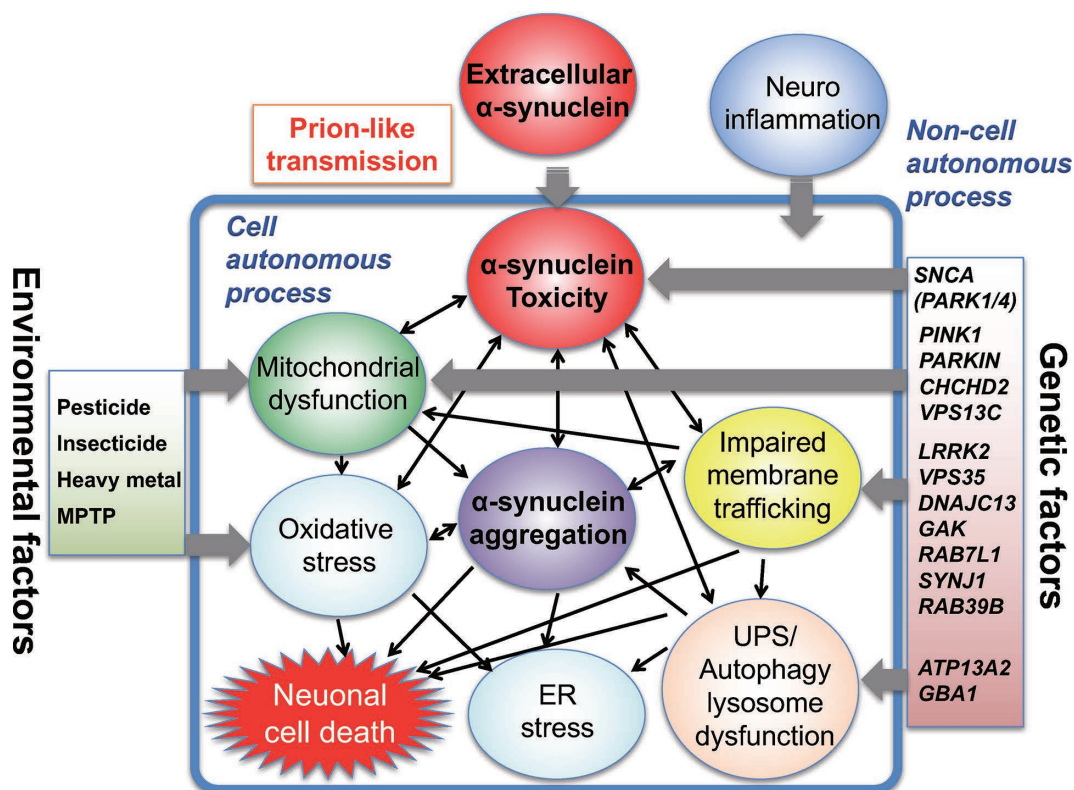 Extracellular
α-synuclein
Neuro
inflammation
Prion-like
transmission
Non-cell
autonomous
process
Cell
autonomous
process
α-synuclein
Toxicity
Environmental factors
Pesticide
Insecticide
Heavy metal
MPTP
Mitochondrial
dysfunction
Oxidative
stress
α-synuclein
aggregation
Impaired
membrane
trafficking
Neuonal
cell death
ER
stress
UPS/
Autophagy
lysosome
dysfunction
SNCA
(PARK1/4)
PINK1
PARKIN
CHCHD2
VPS13C
LRRK2
VPS35
DNAJC13
GAK
RAB7L1
SYNJ1
RAB39B
ATP13A2
GBA1
Genetic factors